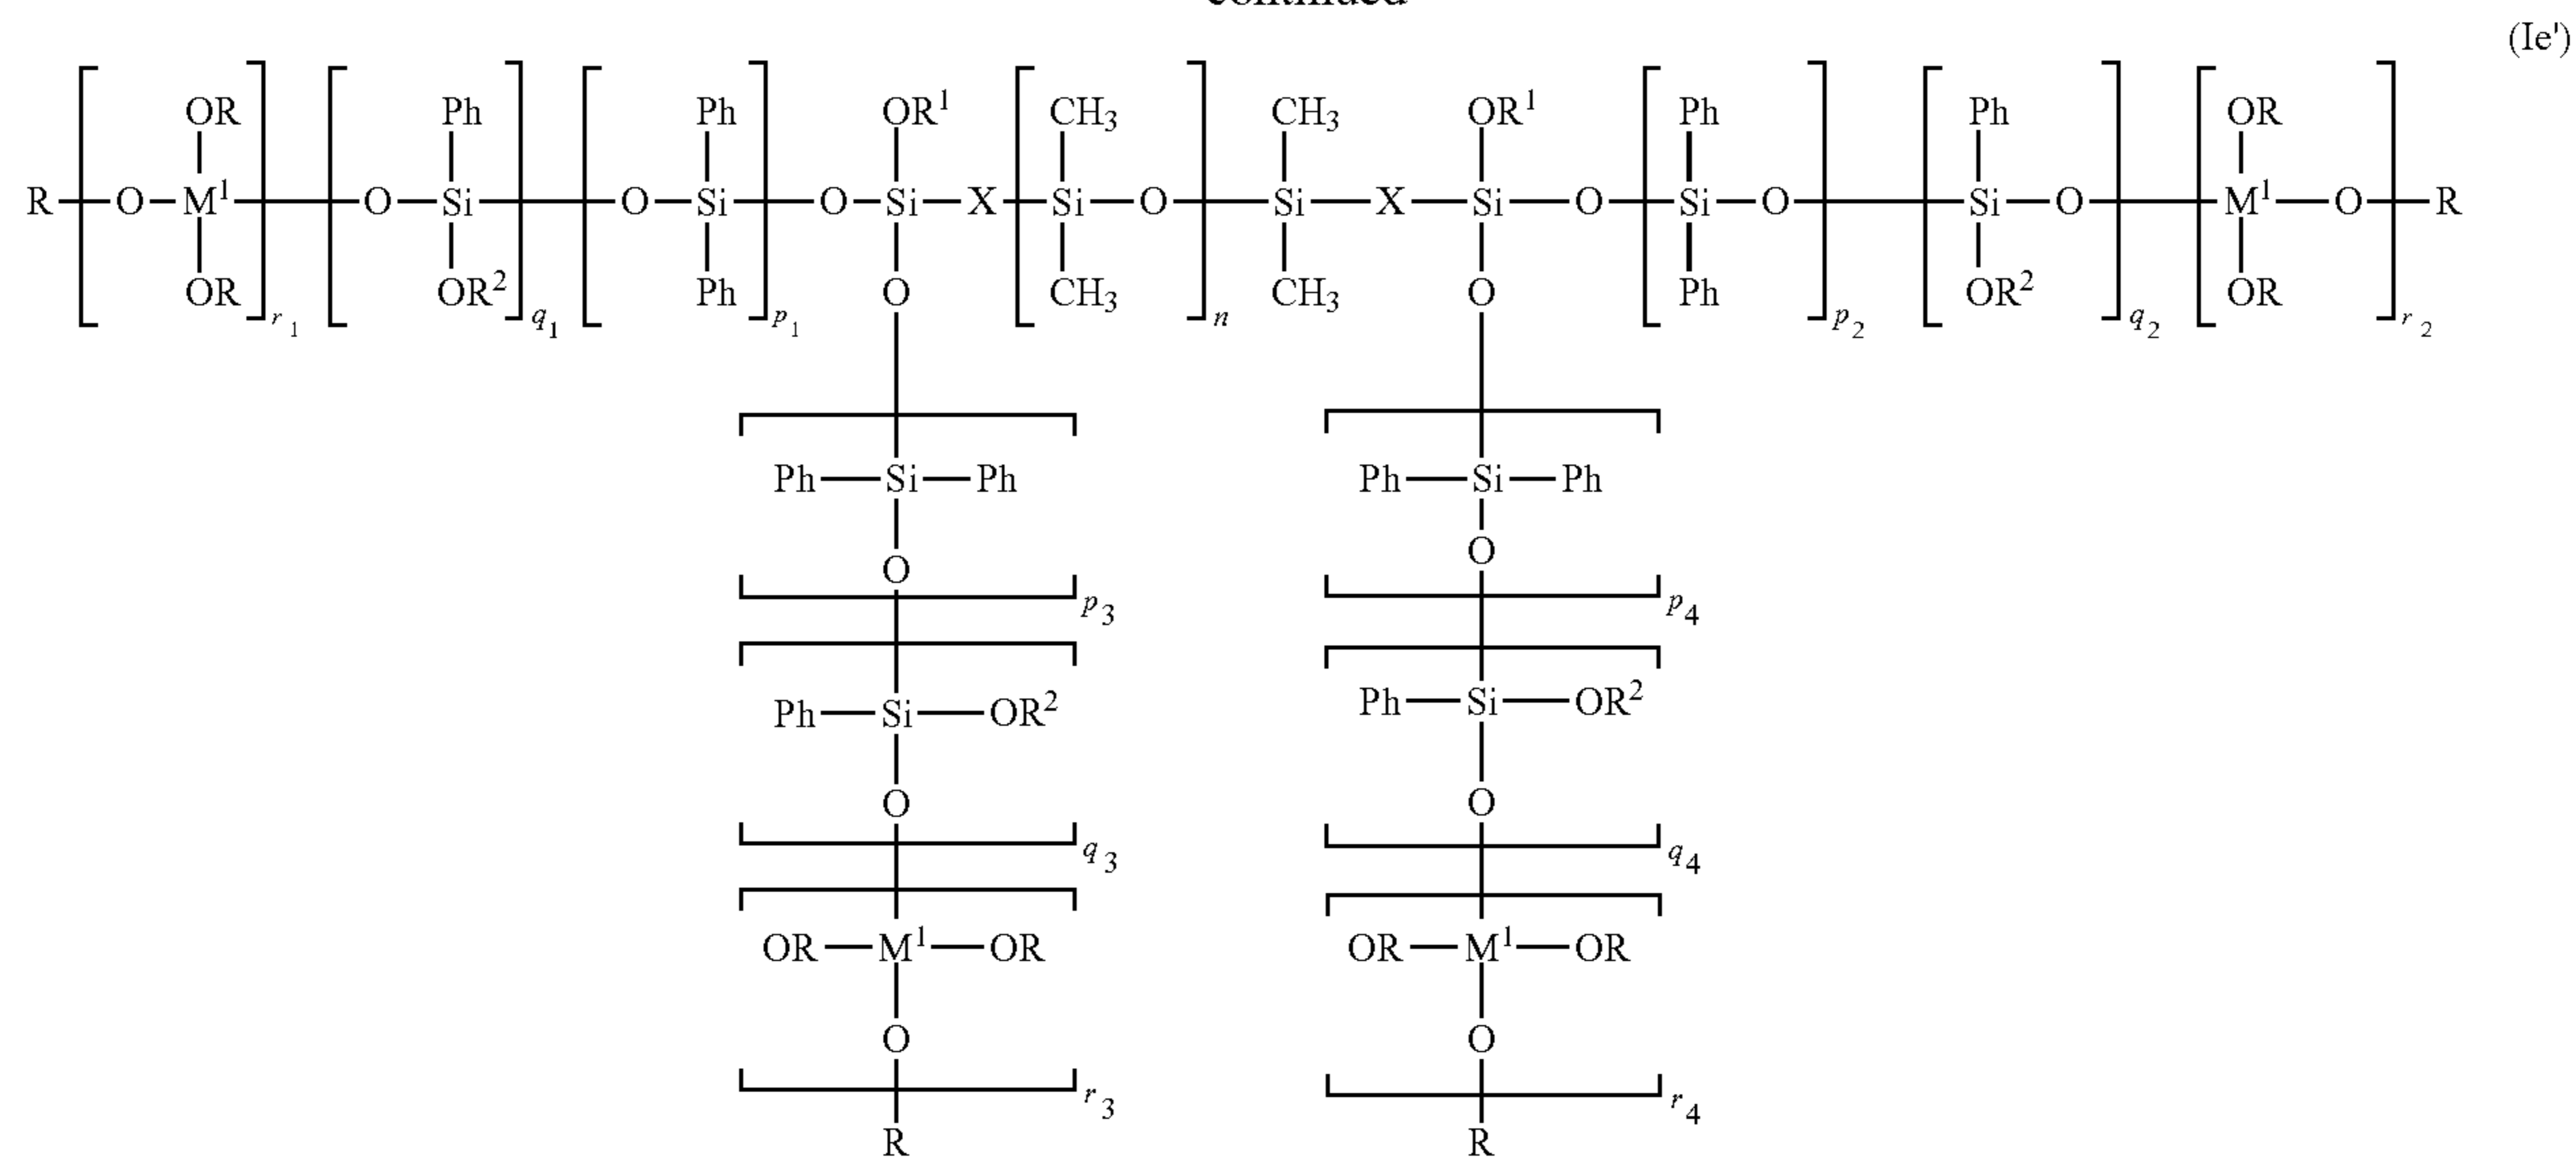 continued
(Ie')
OR Ph Ph OR¹ CH₃ CH₃ OR¹ Ph Ph OR
R O M¹ O Si O Si O Si X Si O Si X Si O Si O Si O M¹ O R
OR OR² Ph O CH₃ CH₃ O Ph OR² OR
r₁ q₁ p₁ n p₂ q₂ r₂
Ph Si Ph Ph Si Ph
O O
p₃ p₄
Ph Si OR² Ph Si OR²
O O
q₃ q₄
OR M¹ OR OR M¹ OR
O O
r₃ r₄
R R